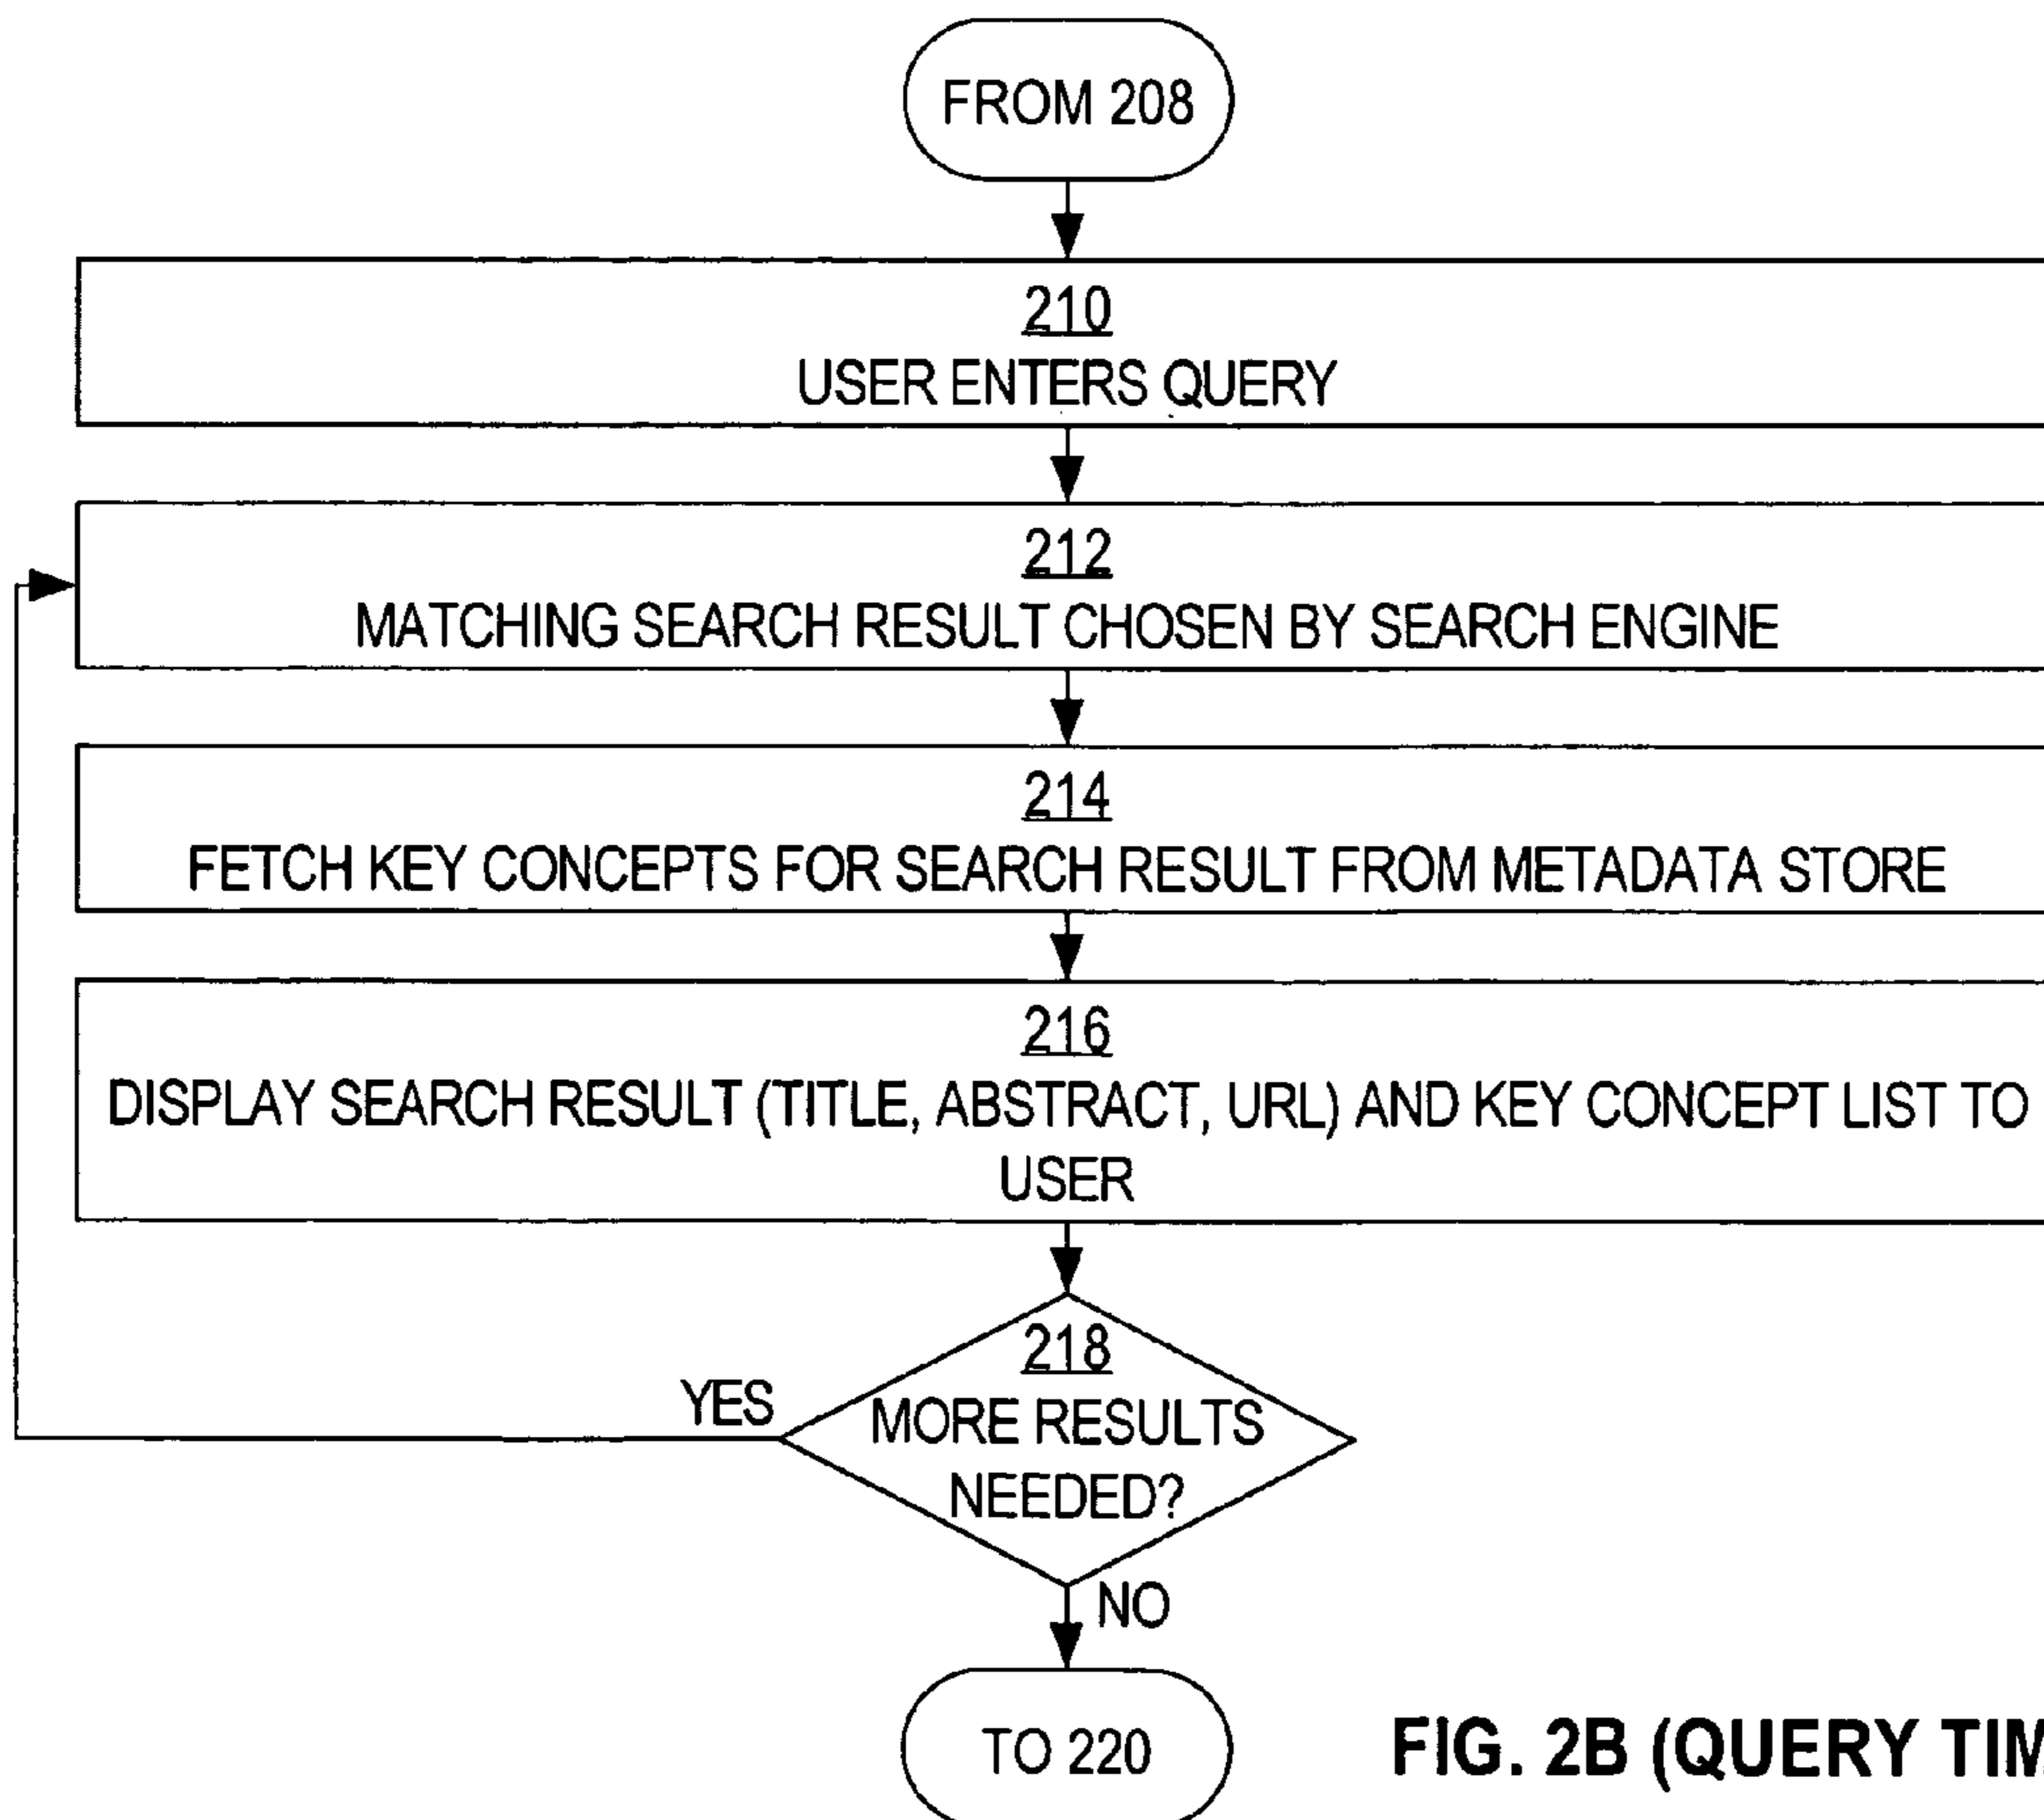 FROM 208
210
USER ENTERS QUERY
212
MATCHING SEARCH RESULT CHOSEN BY SEARCH ENGINE
214
FETCH KEY CONCEPTS FOR SEARCH RESULT FROM METADATA STORE
216
DISPLAY SEARCH RESULT (TITLE, ABSTRACT, URL) AND KEY CONCEPT LIST TO
USER
218
MORE RESULTS
NEEDED?
YES
NO
TO 220
FIG. 2B (QUERY TIM